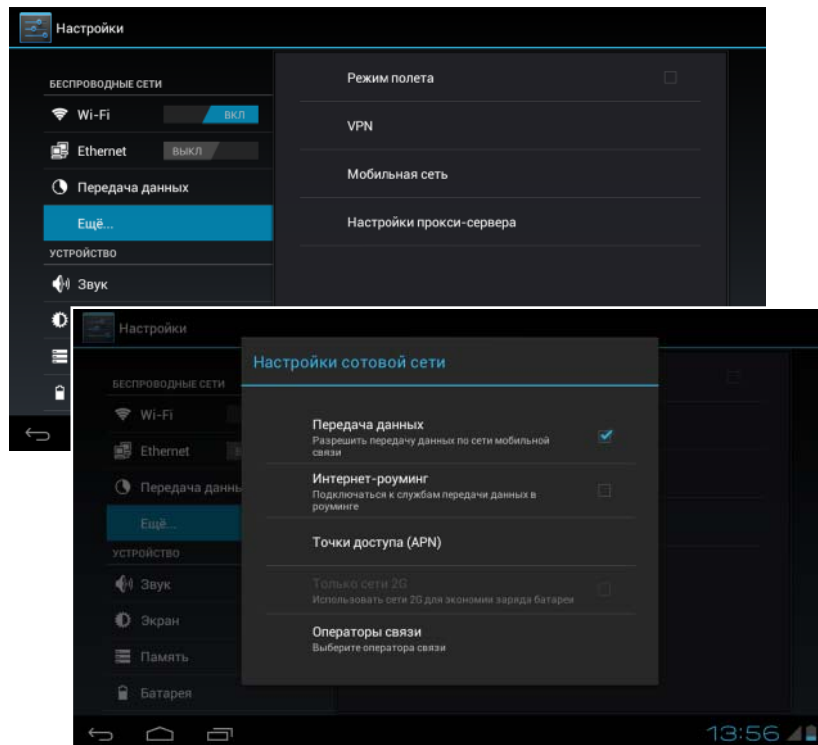 Настройки
БЕСПРОВОДНЫЕ СЕТИ
Wi-Fi ВКЛ
Ethernet ВЫКЛ
Передача данных
Ещё...
УСТРОЙСТВО
Звук
Режим полета
VPN
Мобильная сеть
Настройки прокси-сервера
Настройки
БЕСПРОВОДНЫЕ СЕТИ
Wi-Fi
Ethernet
Передача данн
Ещё...
УСТРОЙСТВО
Звук
Экран
Память
Батарея
Настройки сотовой сети
Передача данных
Разрешить передачу данных по сети мобильной
связи
Интернет-роуминг
Подключаться к службам передачи данных в
роуминге
Точки доступа (APN)
Только сети 2G
Использовать сети 2G для экономии заряда батареи
Операторы связи
Выберите оператора связи
13:56